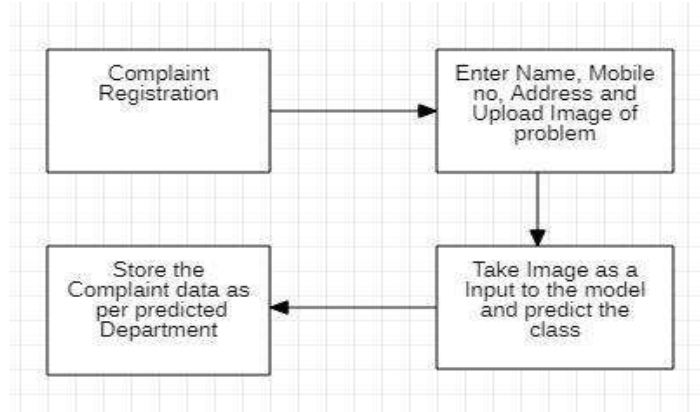 Complaint
Registration
Enter Name, Mobile
no, Address and
Upload Image of
problem
Take Image as a
Input to the model
and predict the
class
Store the
Complaint data as
per predicted
Department